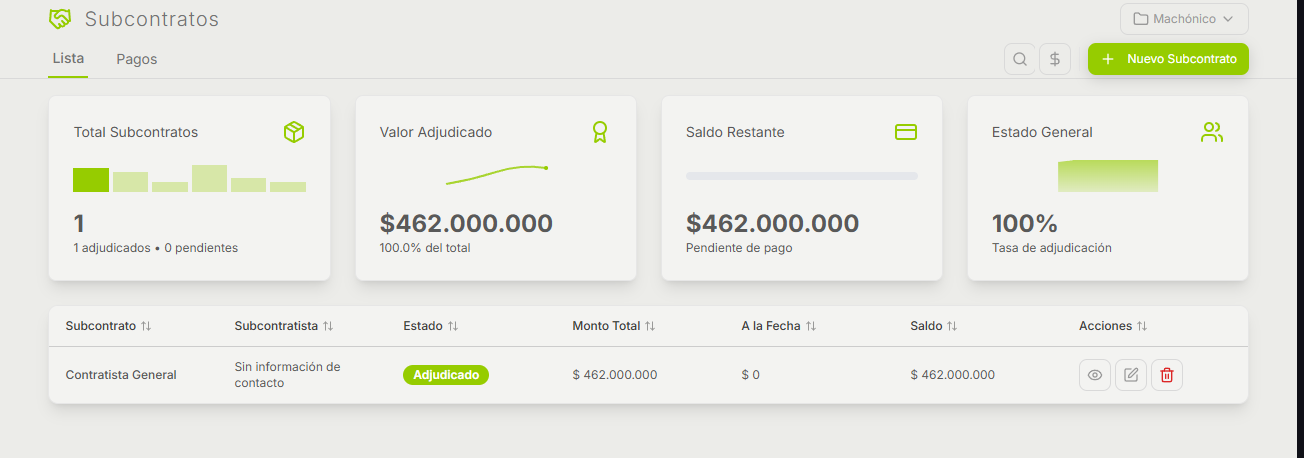 Subcontratos
Machónico
Lista
Pagos
Nuevo Subcontrato
Total Subcontratos
1
1 adjudicados • 0 pendientes
Valor Adjudicado
$462.000.000
100.0% del total
Saldo Restante
$462.000.000
Pendiente de pago
Estado General
100%
Tasa de adjudicación
Subcontrato Subcontratista Estado Monto Total A la Fecha Saldo Acciones
Contratista General
Sin información de
contacto
Adjudicado
$ 462.000.000
$ 0
$ 462.000.000